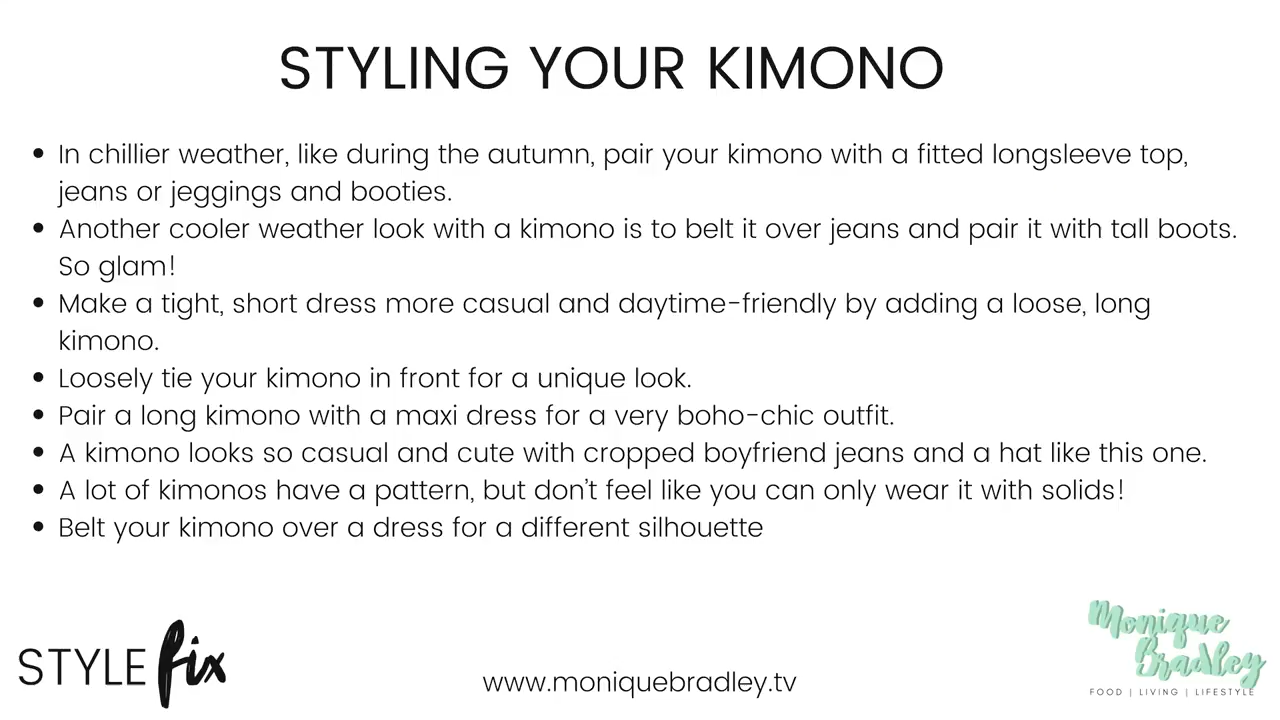 STYLING YOUR KIMONO
• In chillier weather, like during the autumn, pair your kimono with a fitted longsleeve top,
jeans or jeggings and booties.
• Another cooler weather look with a kimono is to belt it over jeans and pair it with tall boots.
So glam!
• Make a tight, short dress more casual and daytime-friendly by adding a loose, long
kimono.
• Loosely tie your kimono in front for a unique look.
• Pair a long kimono with a maxi dress for a very boho-chic outfit.
• A kimono looks so casual and cute with cropped boyfriend jeans and a hat like this one.
• A lot of kimonos have a pattern, but don't feel like you can only wear it with solids!
• Belt your kimono over a dress for a different silhouette
STYLE fix
www.moniquebradley.tv
Monique
Bradley
FOOD | LIVING | LIFESTYLE